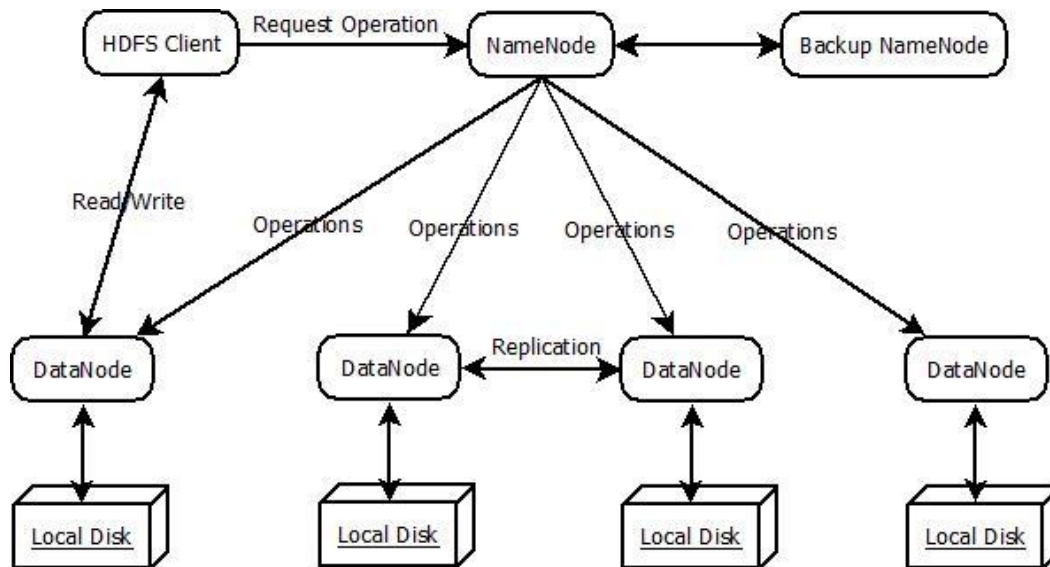 Request Operation
HDFS Client
NameNode
Backup NameNode
Read/Write
Operations
Operations
Operations
Operations
Replication
DataNode
DataNode
DataNode
DataNode
Local Disk
Local Disk
Local Disk
Local Disk